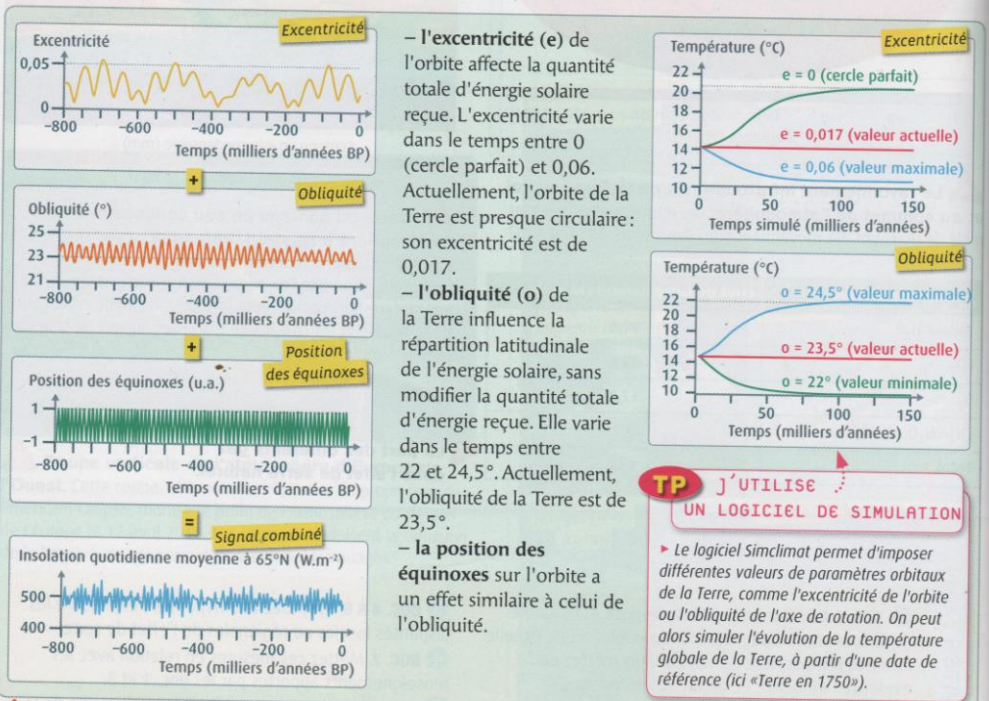 Excentricité
Excentricité
0,05
0
−800 −600 −400 −200 0
Temps (milliers d'années BP)
+
Obliquité
Obliquité (°)
25
23
21
−800 −600 −400 −200 0
Temps (milliers d'années BP)
+
Position
des équinoxes
Position des équinoxes (u.a.)
1
−1
−800 −600 −400 −200 0
Temps (milliers d'années BP)
=
Signal combiné
Insolation quotidienne moyenne à 65°N (W.m-2)
500
400
−800 −600 −400 −200 0
Temps (milliers d'années BP)
– l'excentricité (e) de
l'orbite affecte la quantité
totale d'énergie solaire
reçue. L'excentricité varie
dans le temps entre 0
(cercle parfait) et 0,06.
Actuellement, l'orbite de la
Terre est presque circulaire :
son excentricité est de
0,017.
– l'obliquité (o) de
la Terre influence la
répartition latitudinale
de l'énergie solaire, sans
modifier la quantité totale
d'énergie reçue. Elle varie
dans le temps entre
22 et 24,5°. Actuellement,
l'obliquité de la Terre est de
23,5°.
– la position des
équinoxes sur l'orbite a
un effet similaire à celui de
l'obliquité.
Excentricité
Température (°C)
22
20
18
16
14
12
10
e = 0 (cercle parfait)
e = 0,017 (valeur actuelle)
e = 0,06 (valeur maximale)
0 50 100 150
Temps simulé (milliers d'années)
Obliquité
Température (°C)
22
20
18
16
14
12
10
o = 24,5° (valeur maximale)
o = 23,5° (valeur actuelle)
o = 22° (valeur minimale)
0 50 100 150
Temps (milliers d'années)
TP J'UTILISE
UN LOGICIEL DE SIMULATION
► Le logiciel Simclimat permet d'imposer
différentes valeurs de paramètres orbitaux
de la Terre, comme l'excentricité de l'orbite
ou l'obliquité de l'axe de rotation. On peut
alors simuler l'évolution de la température
globale de la Terre, à partir d'une date de
référence (ici «Terre en 1750»).